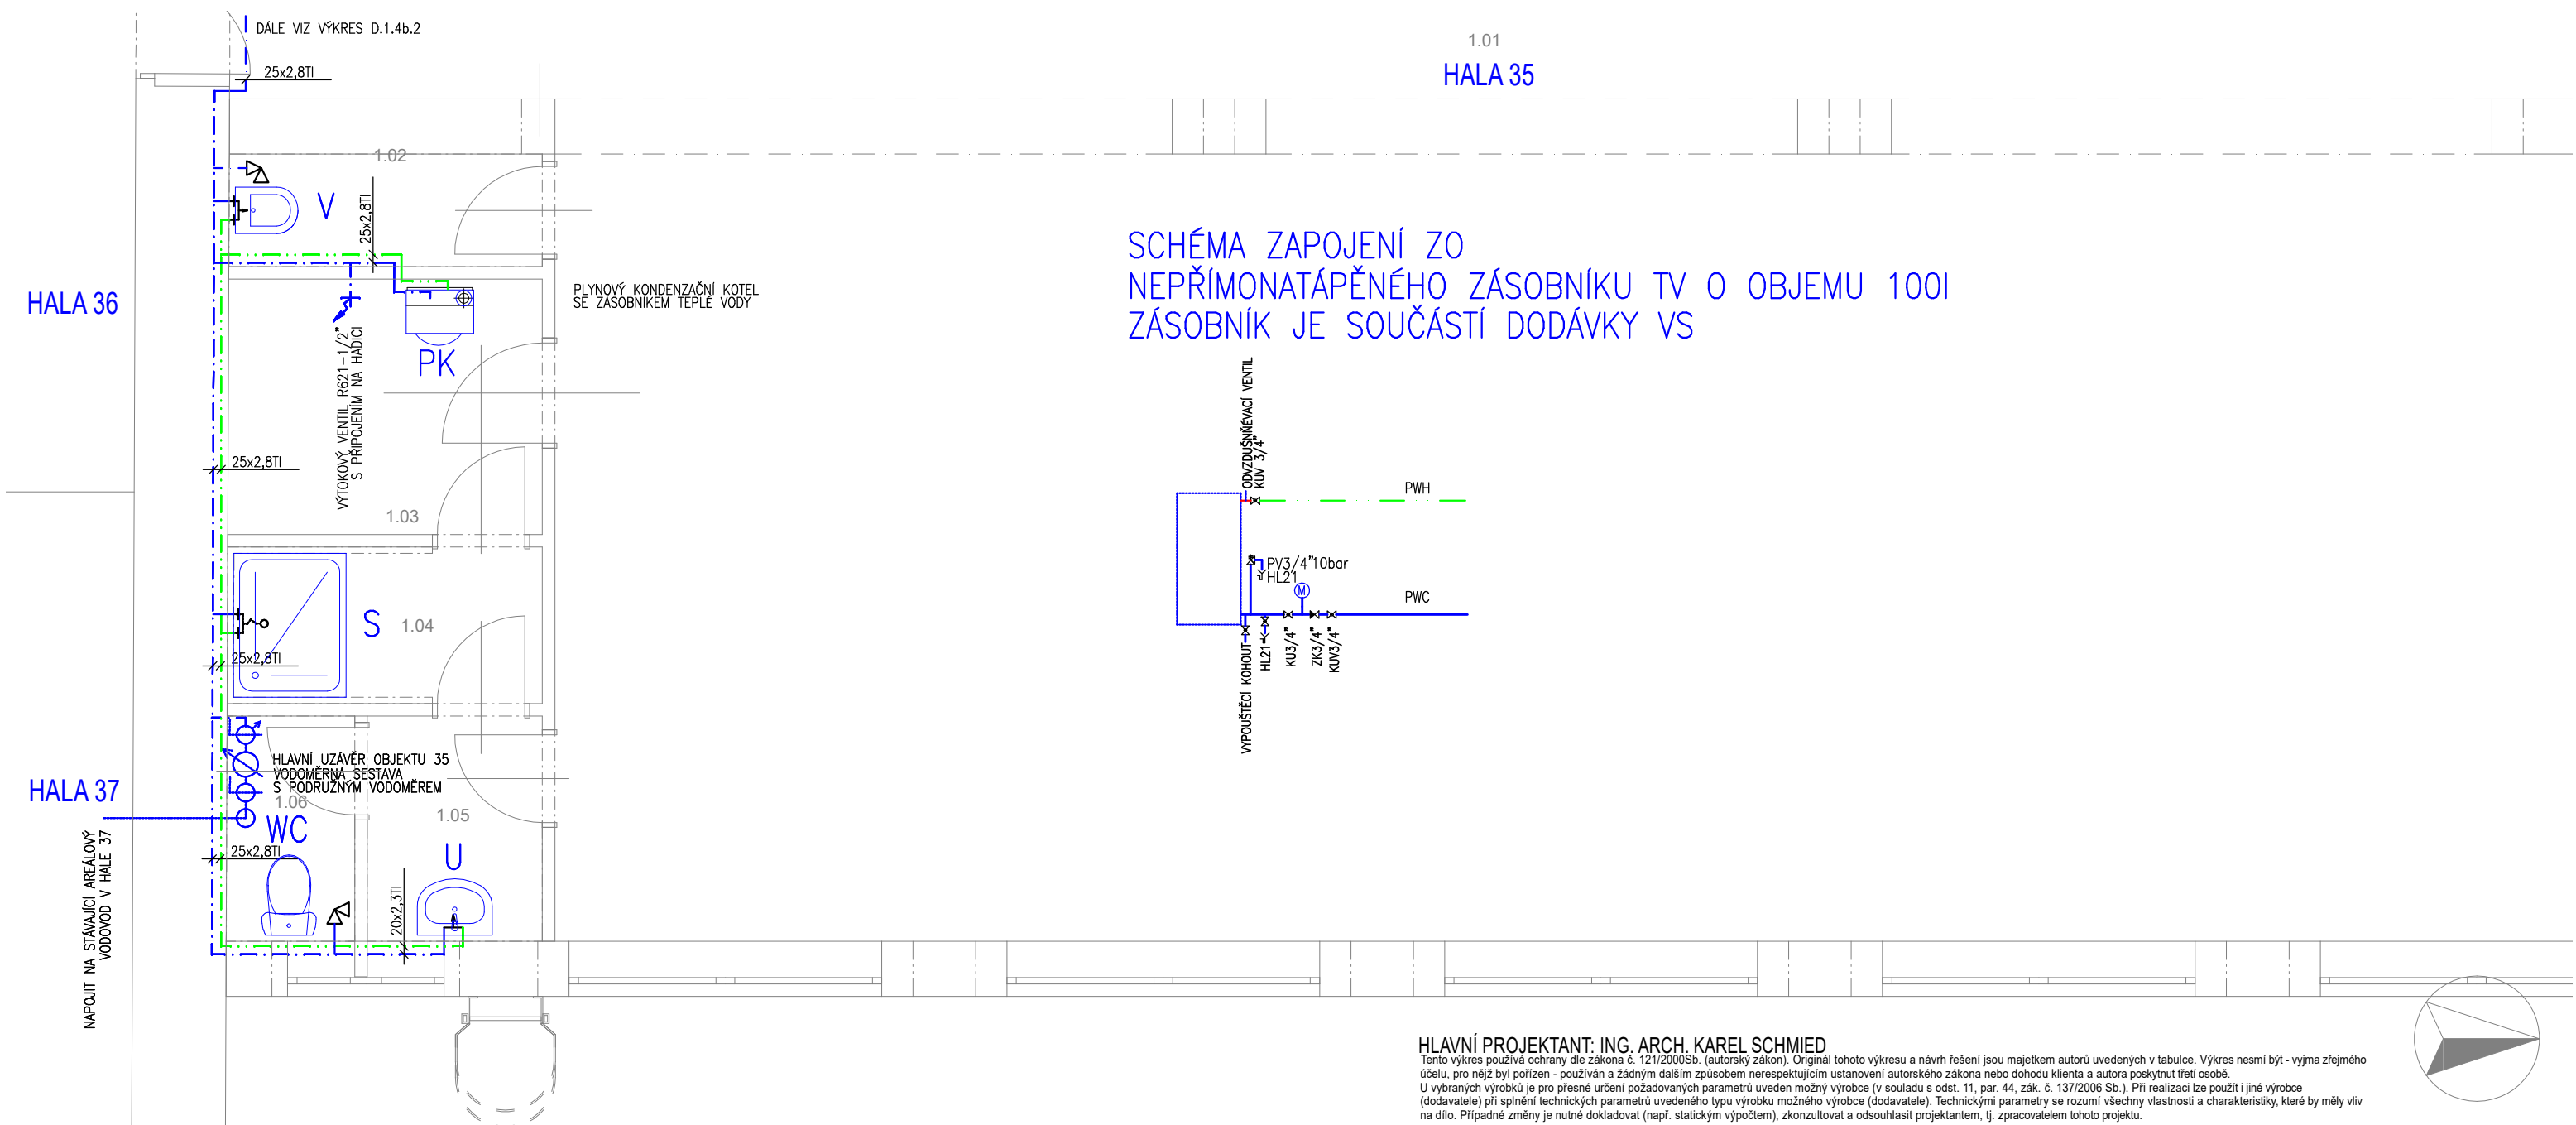 DÁLE VIZ VÝKRES D.1.4b.2
25x2,8TI
1.01
HALA 35
1.02
V
25x2,8TI
HALA 36
PLYNOVÝ KONDENZAČNÍ KOTEL
SE ZÁSOBNÍKEM TEPLÉ VODY
PK
VÝTOKOVÝ VENTIL R621-1/2"
S PŘIPOJENÍM NA HADICI
25x2,8TI
1.03
S
1.04
25x2,8TI
HLAVNÍ UZÁVĚR OBJEKTU 35
VODOMĚRNÁ SESTAVA
S PODRUŽNÝM VODOMĚREM
HALA 37
1.06
1.05
WC
U
25x2,8TI
20x2,3TI
NAPOJIT NA STÁVAJÍCÍ AREÁLOVÝ
VODOVOD V HALE 37
SCHÉMA ZAPOJENÍ ZO
NEPŘÍMONATÁPĚNÉHO ZÁSOBNÍKU TV O OBJEMU 100l
ZÁSOBNÍK JE SOUČÁSTÍ DODÁVKY VS
ODVZDUŠNŇEVACÍ VENTIL
KUV 3/4"
PWH
PV3/4"10bar
HL21
M
PWC
VYPOUŠTĚCÍ KOHOUT
HL21
KU3/4"
ZK3/4"
KUV3/4"
HLAVNÍ PROJEKTANT: ING. ARCH. KAREL SCHMIED
Tento výkres používá ochrany dle zákona č. 121/2000Sb. (autorský zákon). Originál tohoto výkresu a návrh řešení jsou majetkem autorů uvedených v tabulce. Výkres nesmí být - vyjma zřejmého
účelu, pro nějž byl pořízen - používán a žádným dalším způsobem nerespektujícím ustanovení autorského zákona nebo dohodu klienta a autora poskytnut třetí osobě.
U vybraných výrobků je pro přesné určení požadovaných parametrů uveden možný výrobce (v souladu s odst. 11, par. 44, zák. č. 137/2006 Sb.). Při realizaci lze použít i jiné výrobce
(dodavatele) při splnění technických parametrů uvedeného typu výrobku možného výrobce (dodavatele). Technickými parametry se rozumí všechny vlastnosti a charakteristiky, které by měly vliv
na dílo. Případné změny je nutné dokladovat (např. statickým výpočtem), zkonzultovat a odsouhlasit projektantem, tj. zpracovatelem tohoto projektu.